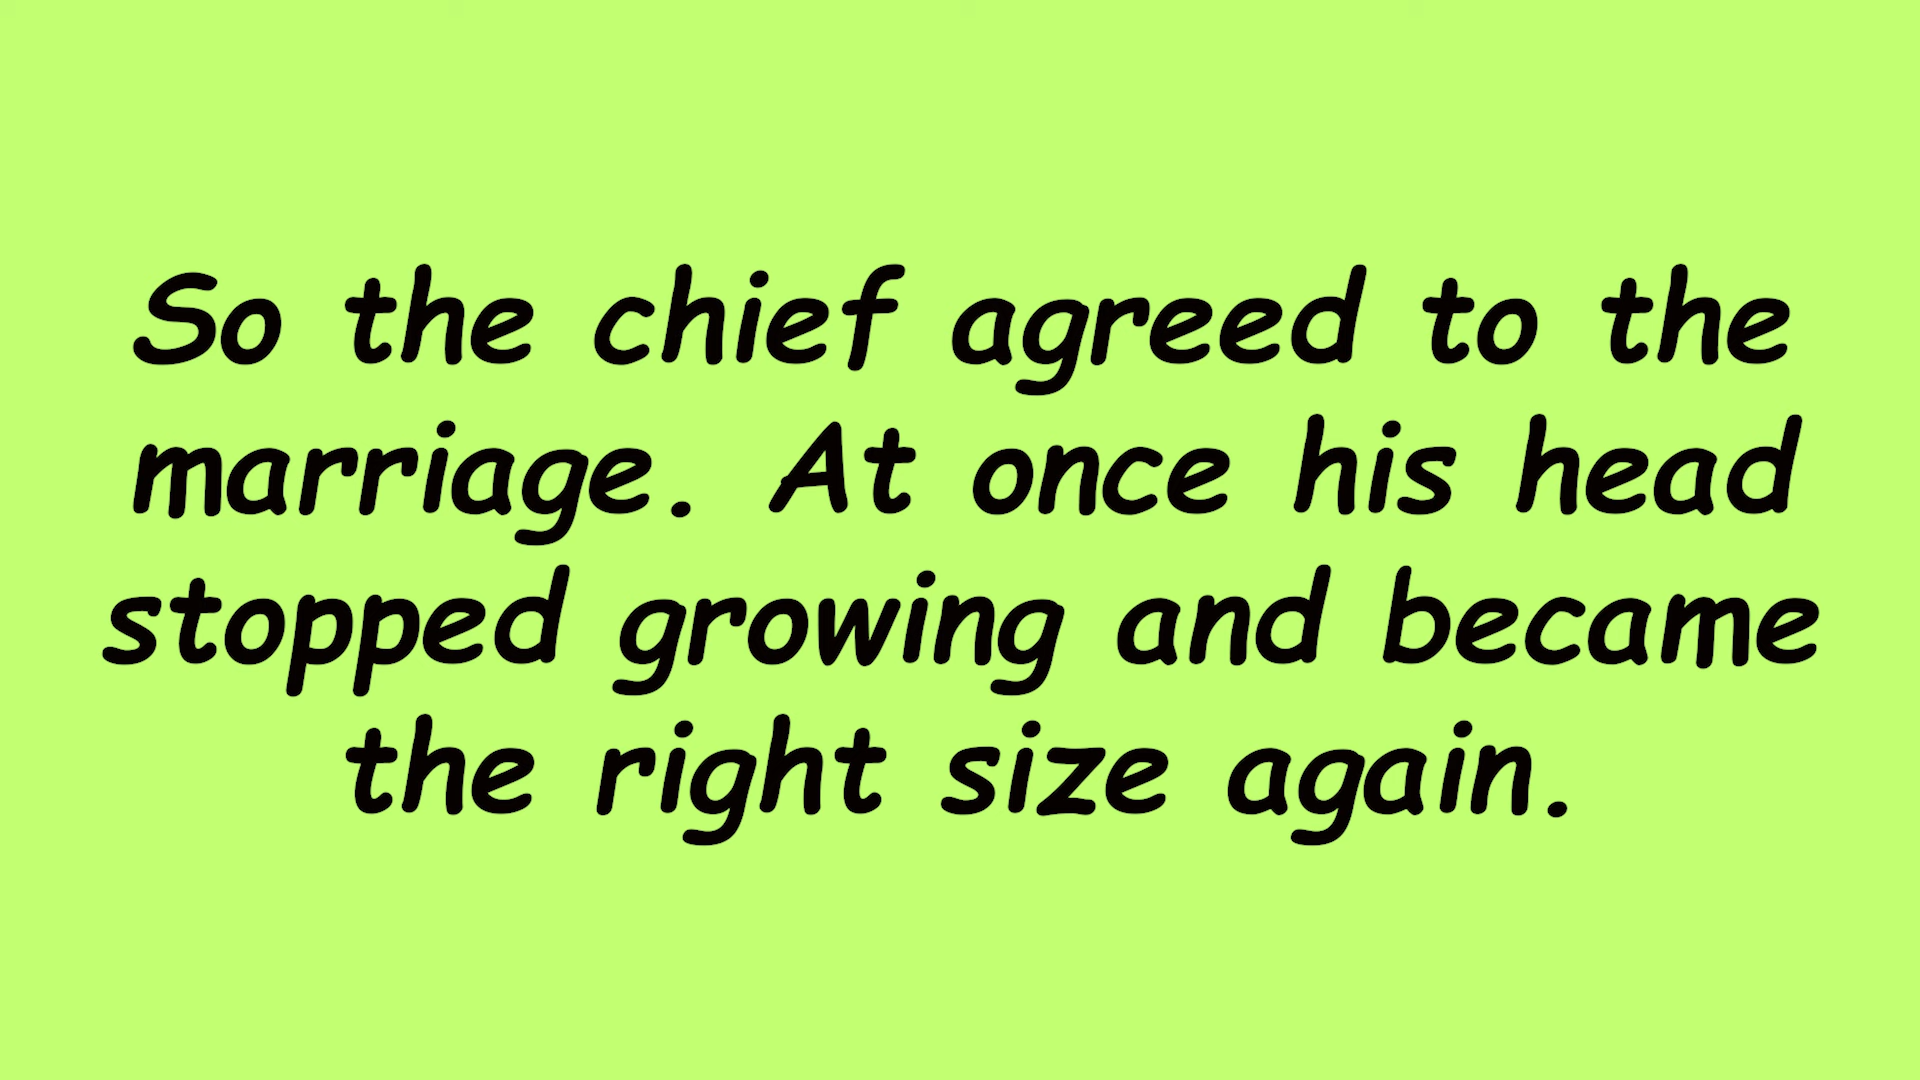 So the chief agreed to the
marriage. At once his head
stopped growing and became
the right size again.